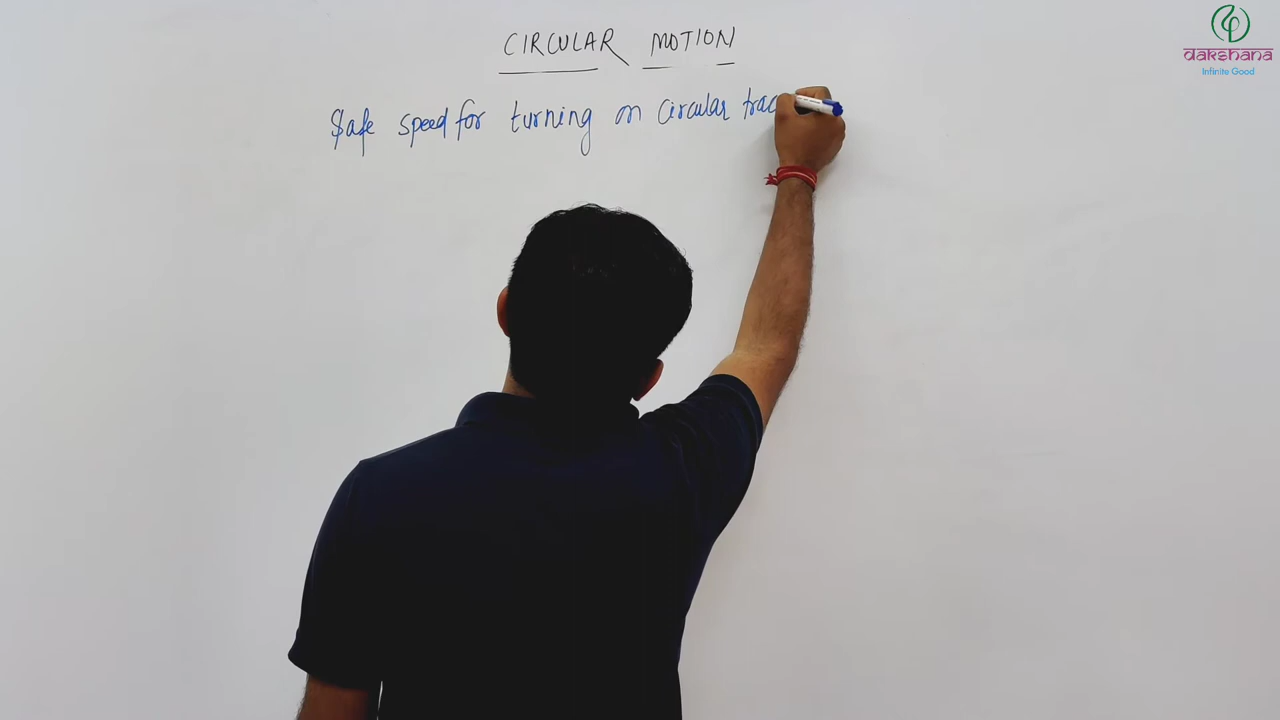 CIRCULAR MOTION
Safe speed for turning on circular trac
dakshana
Infinite Good